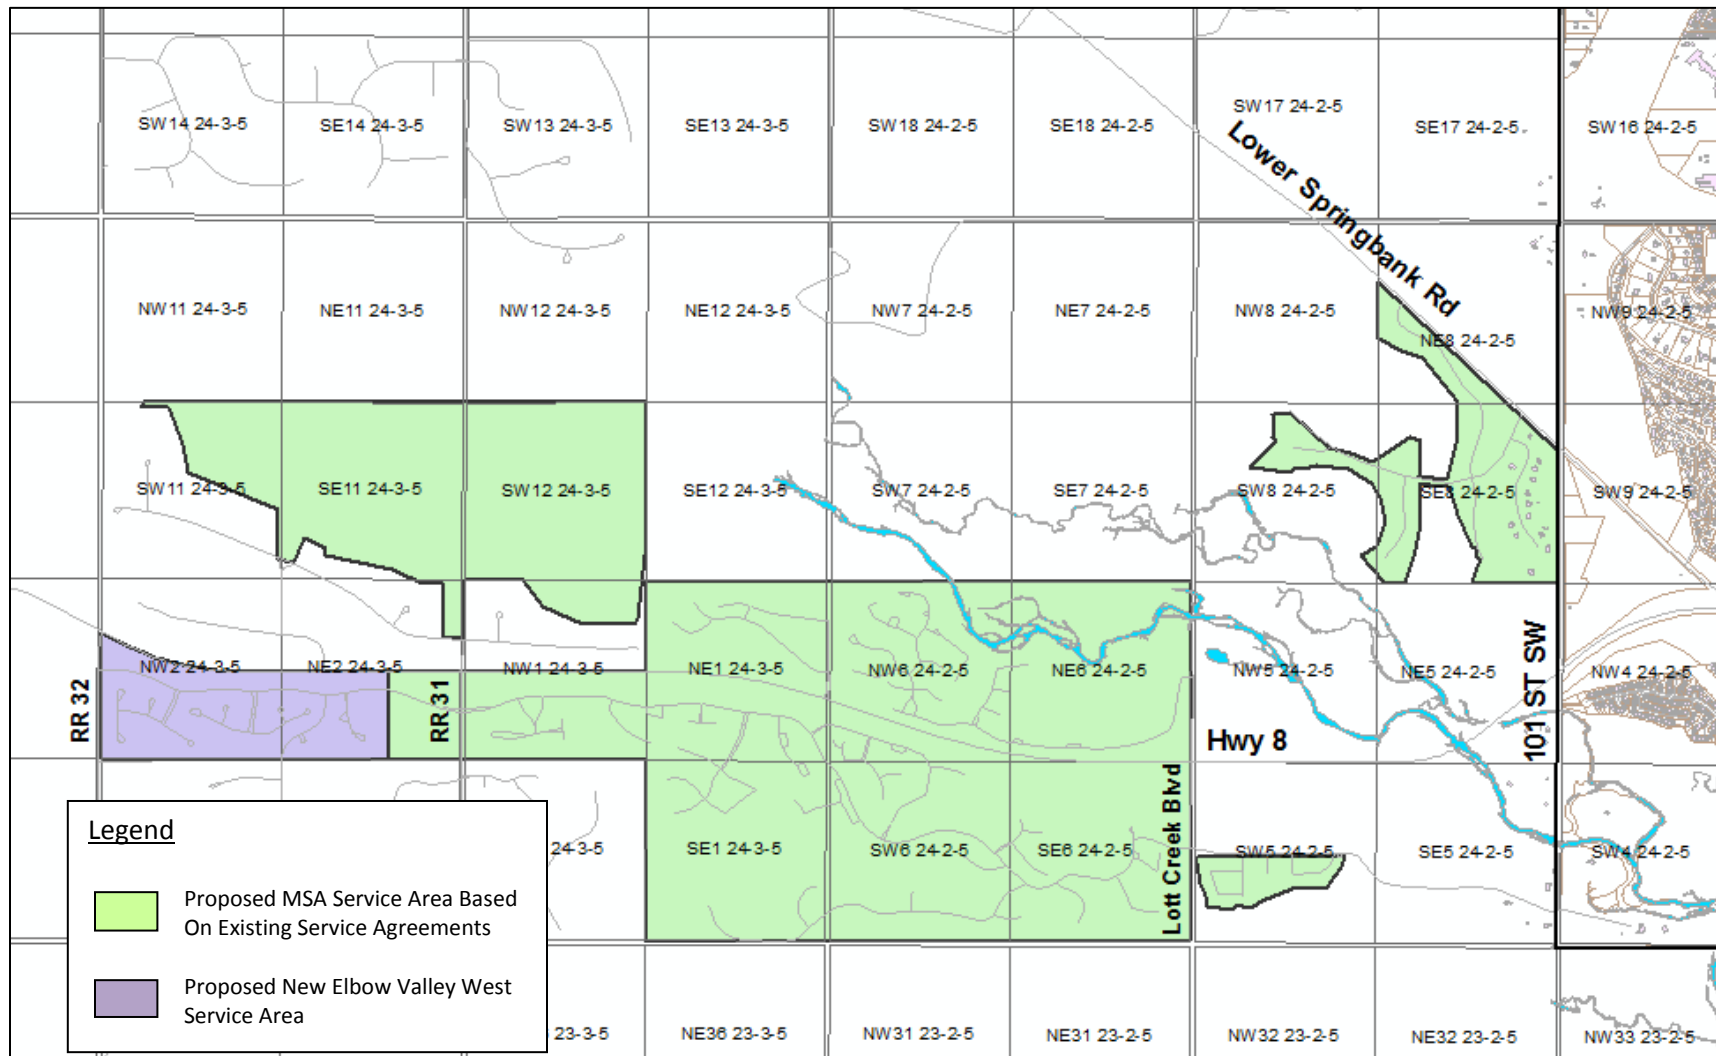 SW14 24-3-5
SE14 24-3-5
SW13 24-3-5
SE13 24-3-5
SW18 24-2-5
SE18 24-2-5
SW17 24-2-5
SE17 24-2-5
SW16 24-2-5
Lower Springbank Rd
NW11 24-3-5
NE11 24-3-5
NW12 24-3-5
NE12 24-3-5
NW7 24-2-5
NE7 24-2-5
NW8 24-2-5
NE8 24-2-5
NW9 24-2-5
SW11 24-3-5
SE11 24-3-5
SW12 24-3-5
SE12 24-3-5
SW7 24-2-5
SE7 24-2-5
SW8 24-2-5
SE8 24-2-5
SW9 24-2-5
NW2 24-3-5
NE2 24-3-5
NW1 24-3-5
NE1 24-3-5
NW6 24-2-5
NE6 24-2-5
NW5 24-2-5
NE5 24-2-5
NW4 24-2-5
RR 32
RR 31
Hwy 8
101 ST SW
Lott Creek Blvd
24-3-5
SE1 24-3-5
SW6 24-2-5
SE6 24-2-5
SW5 24-2-5
SE5 24-2-5
SW4 24-2-5
Legend
Proposed MSA Service Area Based
On Existing Service Agreements
Proposed New Elbow Valley West
Service Area
23-3-5
NE36 23-3-5
NW31 23-2-5
NE31 23-2-5
NW32 23-2-5
NE32 23-2-5
NW33 23-2-5